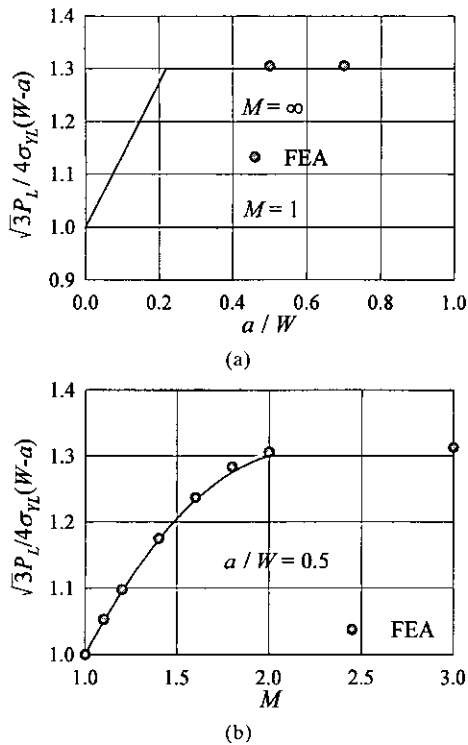 1.4
1.3
1.2
1.1
1.0
0.9
√3P_L / 4σ_YL(W-a)
M = ∞
FEA
M = 1
0.0 0.2 0.4 0.6 0.8 1.0
a / W
(a)
1.4
1.3
1.2
1.1
1.0
√3P_L/4σ_YL(W-a)
a / W = 0.5
FEA
1.0 1.5 2.0 2.5 3.0
M
(b)